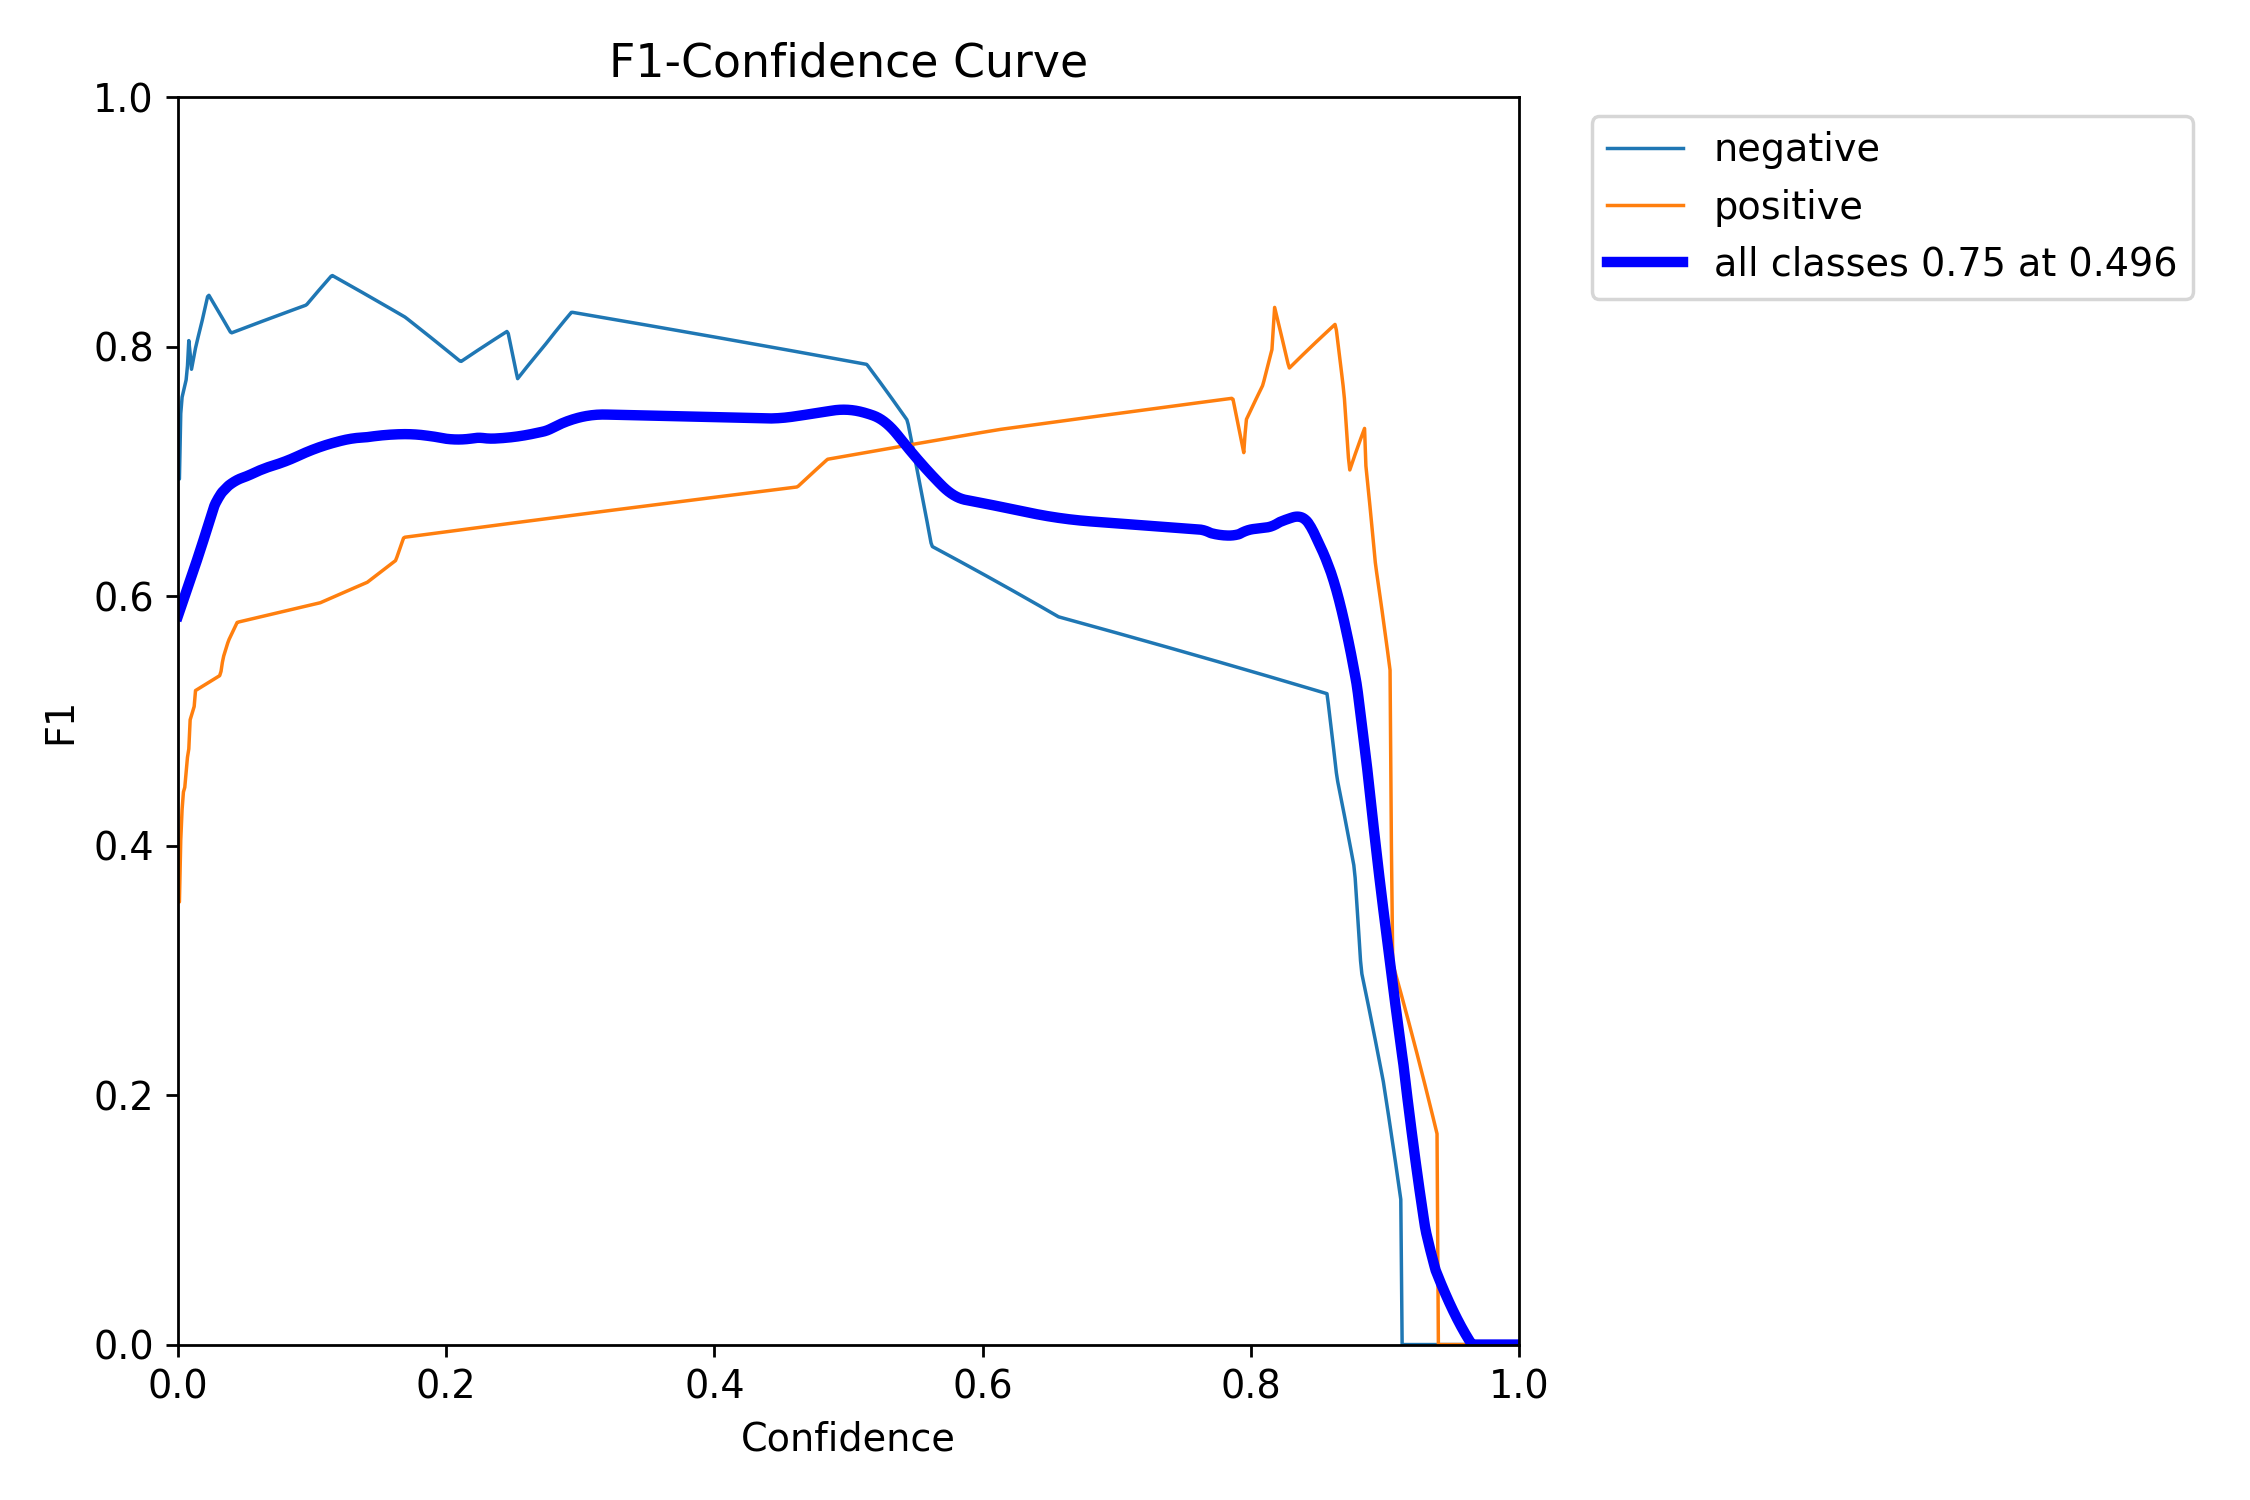 F1-Confidence Curve
1.0
0.8
0.6
0.4
0.2
0.0
F1
0.0 0.2 0.4 0.6 0.8 1.0
Confidence
negative
positive
all classes 0.75 at 0.496